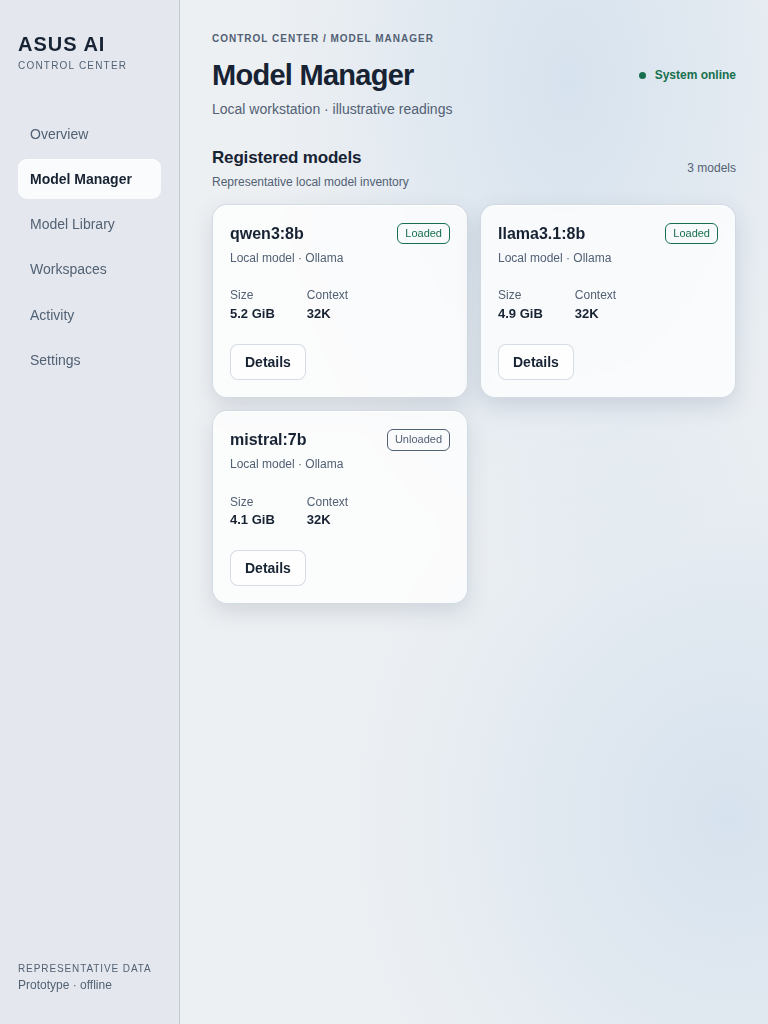 ASUS AI
CONTROL CENTER
Overview
Model Manager
Model Library
Workspaces
Activity
Settings
REPRESENTATIVE DATA
Prototype · offline
CONTROL CENTER / MODEL MANAGER
Model Manager
System online
Local workstation · illustrative readings
Registered models
Representative local model inventory
3 models
qwen3:8b
Loaded
Local model · Ollama
Size Context
5.2 GiB 32K
Details
llama3.1:8b
Loaded
Local model · Ollama
Size Context
4.9 GiB 32K
Details
mistral:7b
Unloaded
Local model · Ollama
Size Context
4.1 GiB 32K
Details